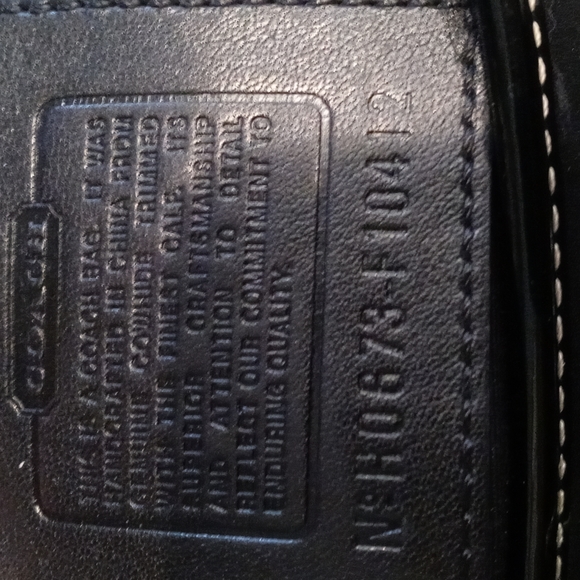 COACH
THIS IS A COACH BAG. IT WAS
HANDCRAFTED IN CHINA FROM
GENUINE COWHIDE TRIMMED
WITH THE FINEST CALF. ITS
SUPERIOR CRAFTSMANSHIP
AND ATTENTION TO DETAIL
REFLECT OUR COMMITMENT TO
ENDURING QUALITY.
Nº H0673-F10412